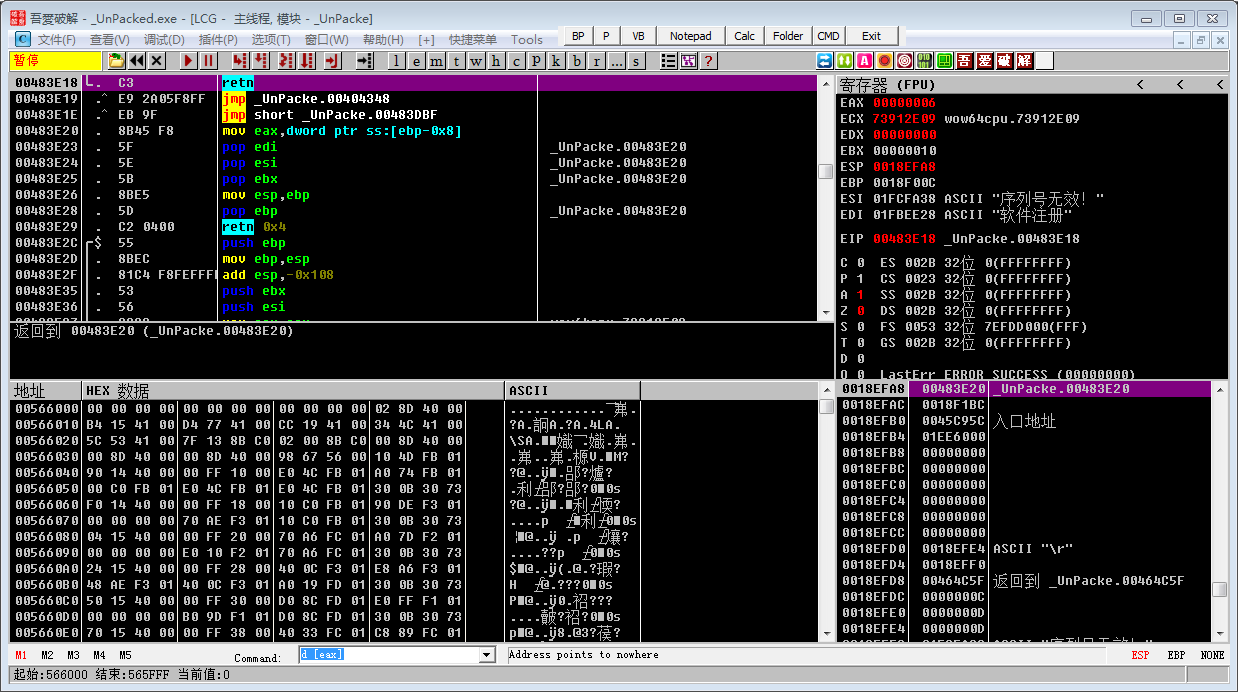 吾愛破解 - _UnPacked.exe - [LCG - 主线程, 模块 - _UnPacke]
文件(F) 查看(V) 调试(D) 插件(P) 选项(T) 窗口(W) 帮助(H) [+] 快捷菜单 Tools BP P VB Notepad Calc Folder CMD Exit
暂停 l e m t w h c P k b r ... s ? 吾 爱 破 解
00483E18 . C3 retn
00483E19 .^ E9 2A05F8FF jmp _UnPacke.00404348
00483E1E .^ EB 9F jmp short _UnPacke.00483DBF
00483E20 . 8B45 F8 mov eax,dword ptr ss:[ebp-0x8]
00483E23 . 5F pop edi _UnPacke.00483E20
00483E24 . 5E pop esi _UnPacke.00483E20
00483E25 . 5B pop ebx _UnPacke.00483E20
00483E26 . 8BE5 mov esp,ebp
00483E28 . 5D pop ebp _UnPacke.00483E20
00483E29 . C2 0400 retn 0x4
00483E2C $ 55 push ebp
00483E2D . 8BEC mov ebp,esp
00483E2F . 81C4 F8FEFFF add esp,-0x108
00483E35 . 53 push ebx
00483E36 . 56 push esi
返回到 00483E20 (_UnPacke.00483E20)
寄存器 (FPU) < < <
EAX 00000006
ECX 73912E09 wow64cpu.73912E09
EDX 00000000
EBX 00000010
ESP 0018EFA8
EBP 0018F00C
ESI 01FCFA38 ASCII "序列号无效！"
EDI 01FBEE28 ASCII "软件注册"
EIP 00483E18 _UnPacke.00483E18
C 0 ES 002B 32位 0(FFFFFFFF)
P 1 CS 0023 32位 0(FFFFFFFF)
A 1 SS 002B 32位 0(FFFFFFFF)
Z 0 DS 002B 32位 0(FFFFFFFF)
S 0 FS 0053 32位 7EFDD000(FFF)
T 0 GS 002B 32位 0(FFFFFFFF)
D 0
O 0 LastErr ERROR_SUCCESS (00000000)
地址 HEX 数据 ASCII
00566000 00 00 00 00 00 00 00 00 00 00 00 00 02 8D 40 00
00566010 B4 15 41 00 D4 77 41 00 CC 19 41 00 34 4C 41 00
00566020 5C 53 41 00 7F 13 8B C0 02 00 8B C0 00 8D 40 00
00566030 00 8D 40 00 00 8D 40 00 98 67 56 00 10 4D FB 01
00566040 90 14 40 00 00 FF 10 00 E0 4C FB 01 A0 74 FB 01
00566050 00 C0 FB 01 E0 4C FB 01 E0 4C FB 01 30 0B 30 73
00566060 F0 14 40 00 00 FF 18 00 10 C0 FB 01 90 DE F3 01
00566070 00 00 00 00 70 AE F3 01 10 C0 FB 01 30 0B 30 73
00566080 04 15 40 00 00 FF 20 00 70 A6 FC 01 A0 7D F2 01
00566090 00 00 00 00 E0 10 F2 01 70 A6 FC 01 30 0B 30 73
005660A0 24 15 40 00 00 FF 28 00 40 0C F3 01 E8 A6 F3 01
005660B0 48 AE F3 01 40 0C F3 01 A0 19 FD 01 30 0B 30 73
005660C0 50 15 40 00 00 FF 30 00 D0 8C FD 01 E0 FF F1 01
005660D0 00 00 00 00 B0 9D F1 01 D0 8C FD 01 30 0B 30 73
005660E0 70 15 40 00 00 FF 38 00 40 33 FC 01 C8 89 FC 01
0018EFA8 00483E20 _UnPacke.00483E20
0018EFAC 0018F1BC
0018EFB0 0045C95C 入口地址
0018EFB4 01EE6000
0018EFB8 00000000
0018EFBC 00000000
0018EFC0 00000000
0018EFC4 00000000
0018EFC8 00000000
0018EFCC 00000000
0018EFD0 0018EFE4 ASCII "\r"
0018EFD4 0018EFF0
0018EFD8 00464C5F 返回到 _UnPacke.00464C5F
0018EFDC 0000000C
0018EFE0 0000000D
0018EFE4 0000000D
M1 M2 M3 M4 M5 Command: d [eax] Address points to nowhere ESP EBP NONE
起始:566000 结束:565FFF 当前值:0